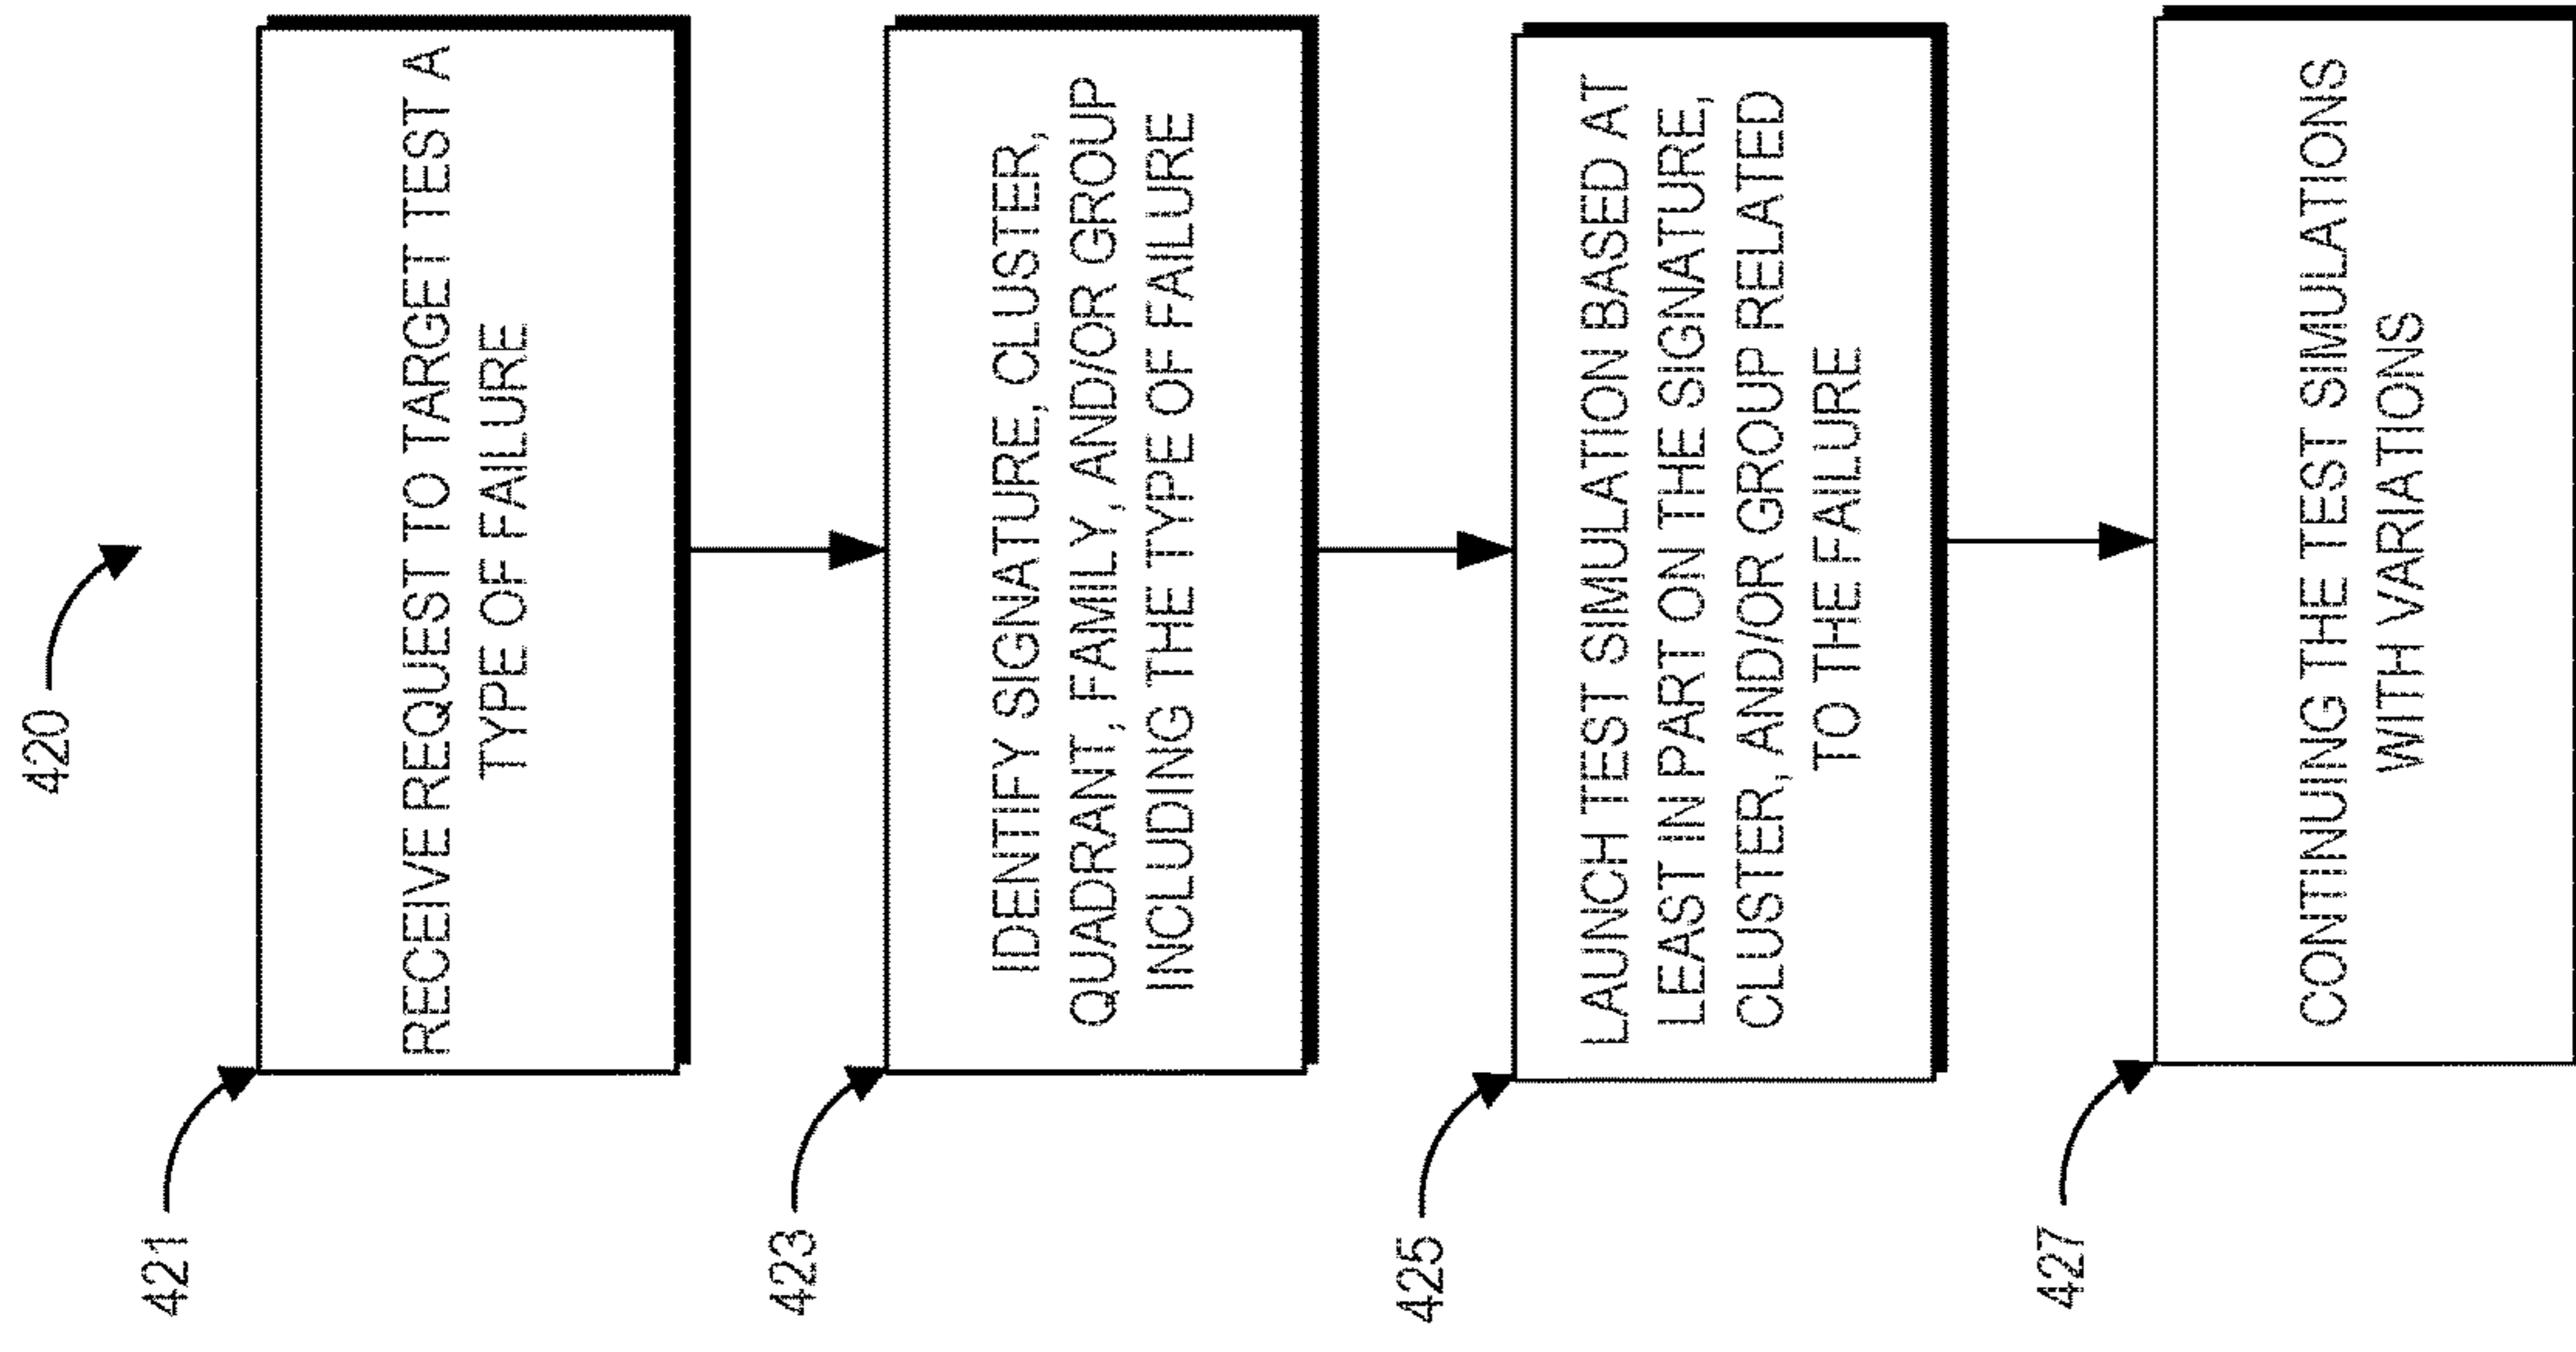 420
421
RECEIVE REQUEST TO TARGET TEST A
TYPE OF FAILURE
423
IDENTIFY SIGNATURE, CLUSTER,
QUADRANT, FAMILY, AND/OR GROUP
INCLUDING THE TYPE OF FAILURE
425
LAUNCH TEST SIMULATION BASED AT
LEAST IN PART ON THE SIGNATURE,
CLUSTER, AND/OR GROUP RELATED
TO THE FAILURE
427
CONTINUING THE TEST SIMULATIONS
WITH VARIATIONS